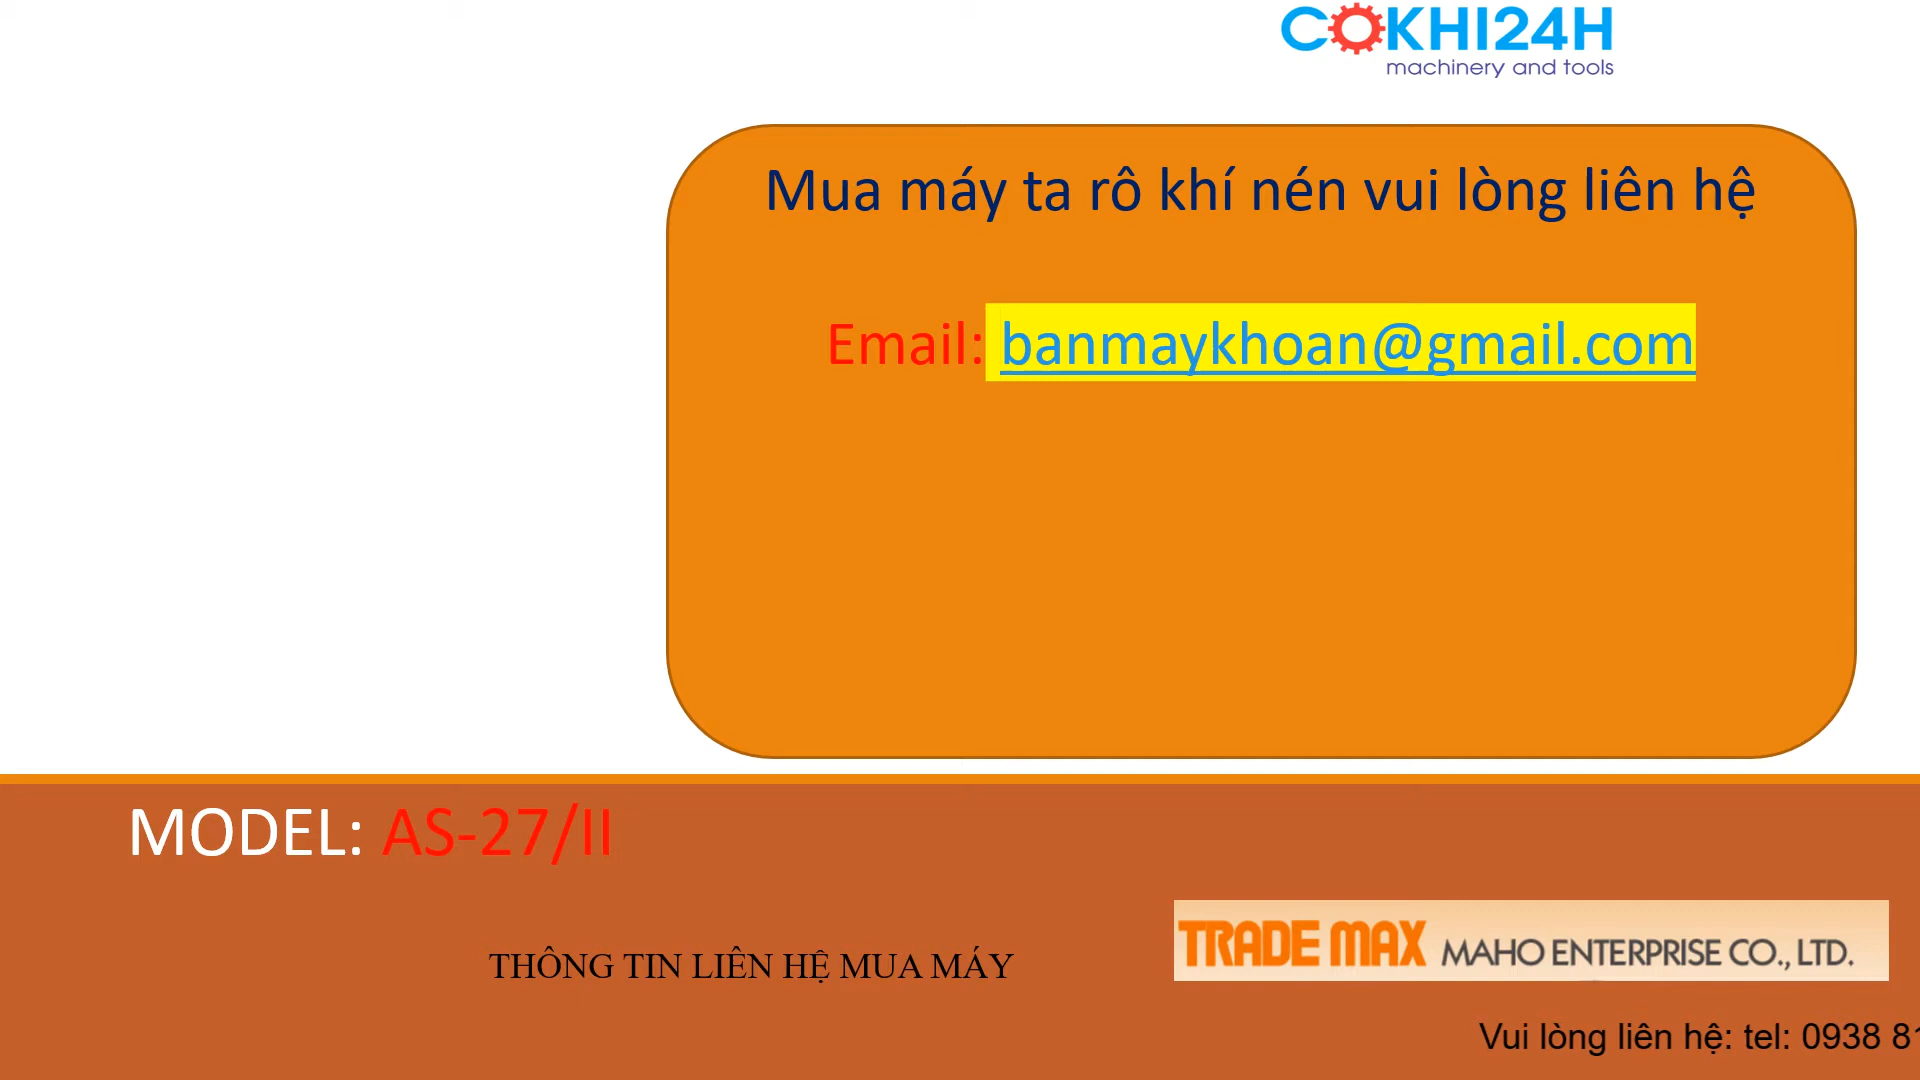 COKHI24H
machinery and tools
Mua máy ta rô khí nén vui lòng liên hệ
Email: banmaykhoan@gmail.com
MODEL: AS-27/II
TRADE MAX MAHO ENTERPRISE CO., LTD.
THÔNG TIN LIÊN HỆ MUA MÁY
Vui lòng liên hệ: tel: 0938 8